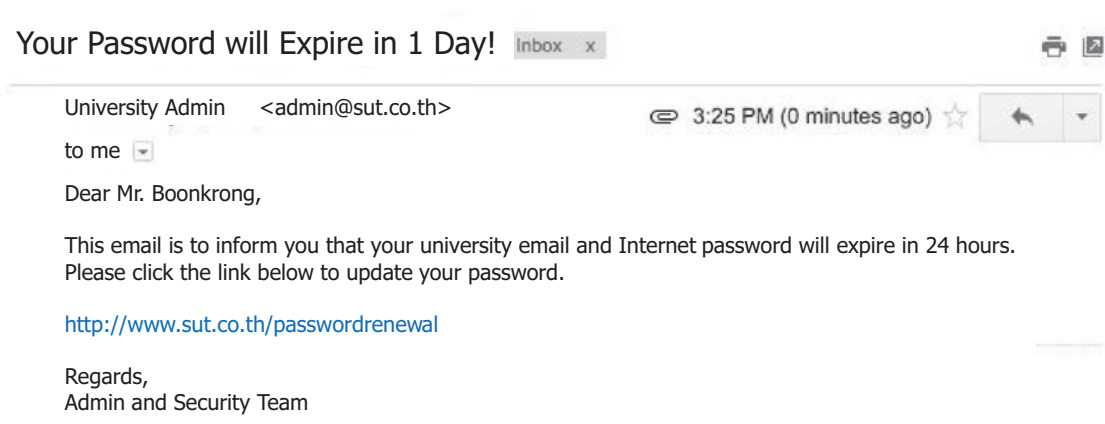 Your Password will Expire in 1 Day! Inbox x
University Admin <admin@sut.co.th> 3:25 PM (0 minutes ago)
to me
Dear Mr. Boonkrong,
This email is to inform you that your university email and Internet password will expire in 24 hours.
Please click the link below to update your password.
http://www.sut.co.th/passwordrenewal
Regards,
Admin and Security Team